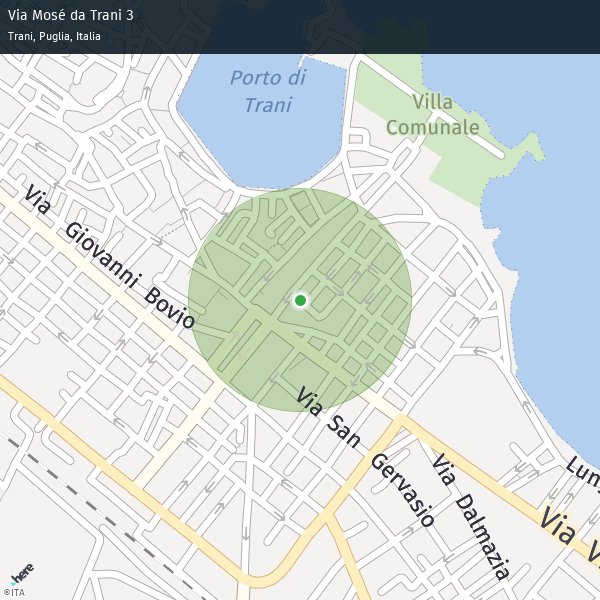 Via Mosé da Trani 3
Trani, Puglia, Italia
Porto di
Trani
Villa
Comunale
Via Giovanni Bovio
Via San Gervasio
Via Dalmazia
Lung
Via V
here
©ITA